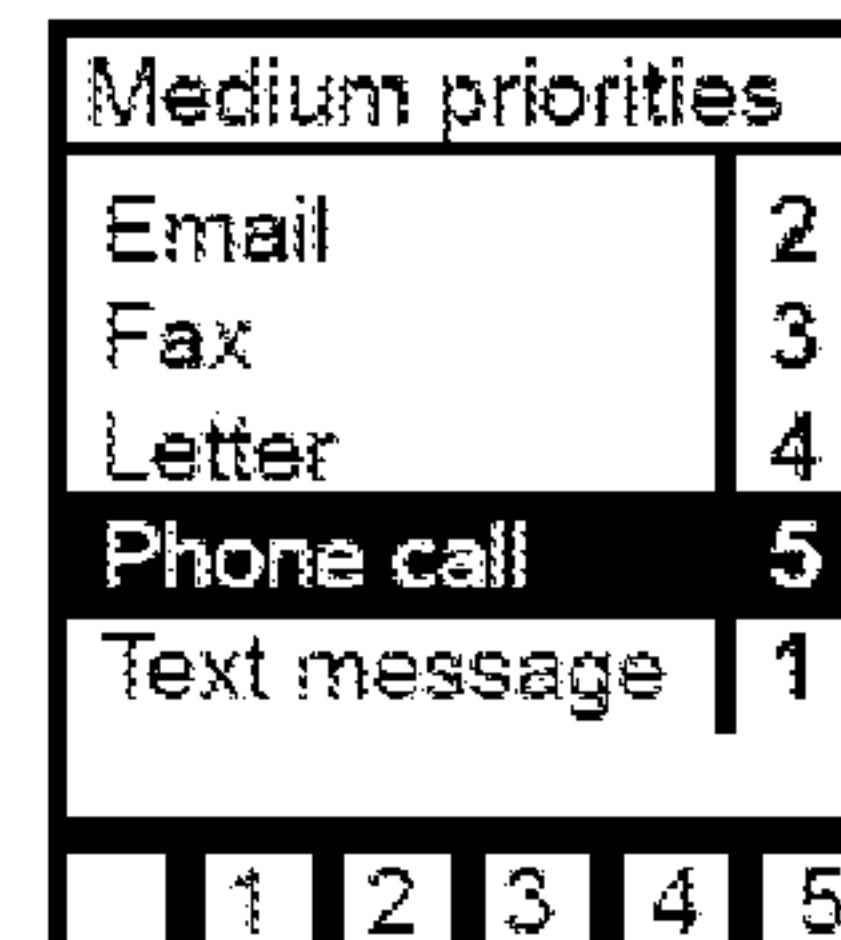 Medium priorities
Email 2
Fax 3
Letter 4
Phone call 5
Text message 1
1 2 3 4 5